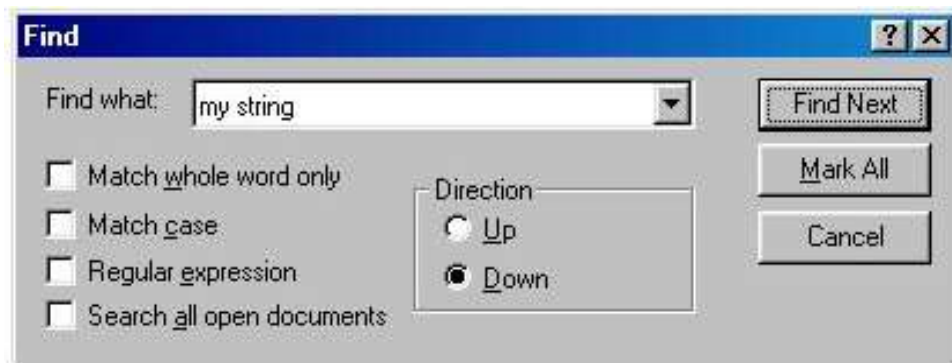 Find
Find what: my string Find Next
Match whole word only Mark All
Direction
Match case Up Cancel
Regular expression Down
Search all open documents